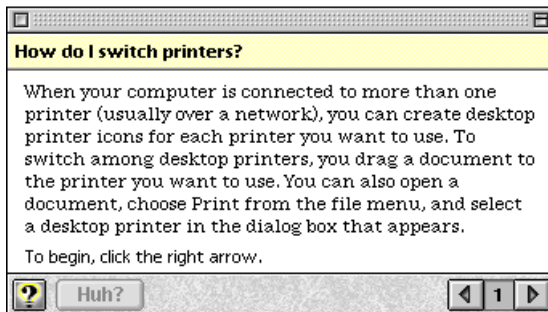 How do I switch printers?
When your computer is connected to more than one
printer (usually over a network), you can create desktop
printer icons for each printer you want to use. To
switch among desktop printers, you drag a document to
the printer you want to use. You can also open a
document, choose Print from the file menu, and select
a desktop printer in the dialog box that appears.
To begin, click the right arrow.
? Huh? 1